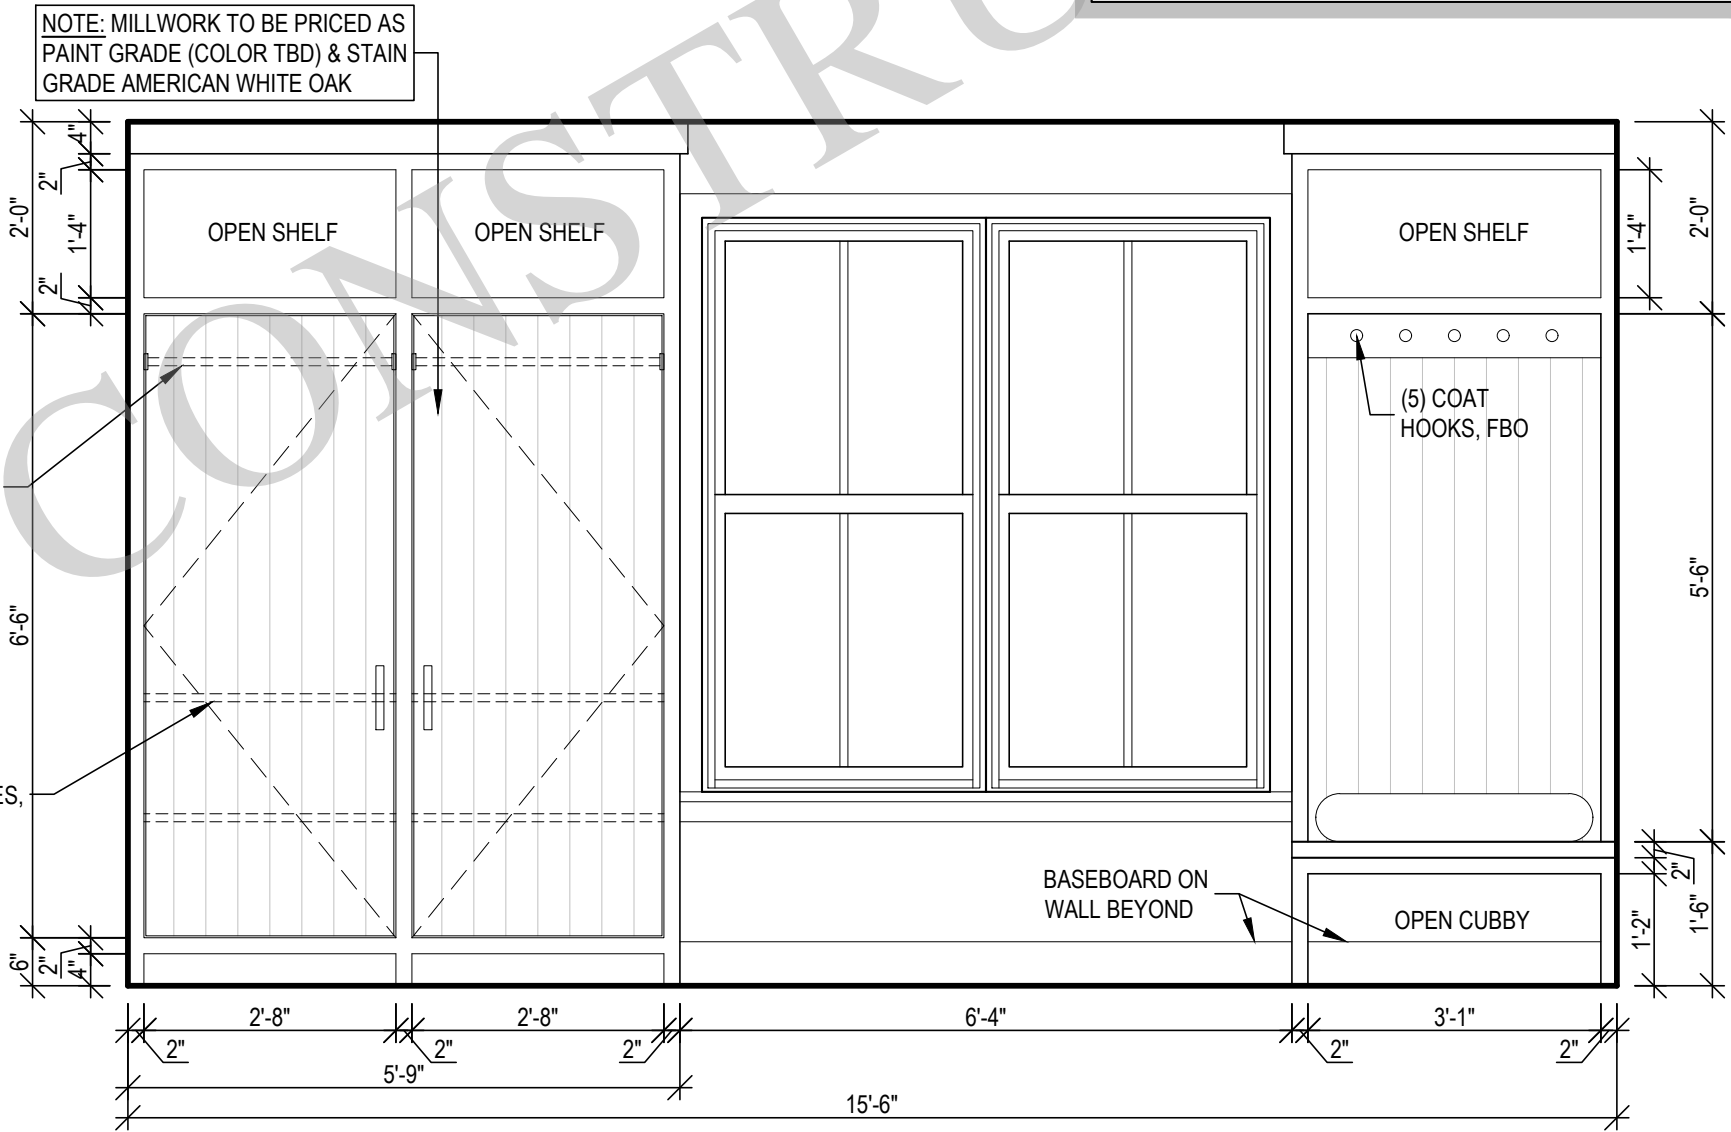 NOTE: MILLWORK TO BE PRICED AS
PAINT GRADE (COLOR TBD) & STAIN
GRADE AMERICAN WHITE OAK
4"
2"
2'-0"
1'-4"
2"
OPEN SHELF
OPEN SHELF
OPEN SHELF
1'-4"
2'-0"
(5) COAT
HOOKS, FBO
6'-6"
5'-6"
ES,
BASEBOARD ON
WALL BEYOND
OPEN CUBBY
2"
1'-2"
1'-6"
6"
2"
4"
2'-8"
2'-8"
6'-4"
3'-1"
2"
2"
2"
2"
2"
5'-9"
15'-6"
CONSTRU